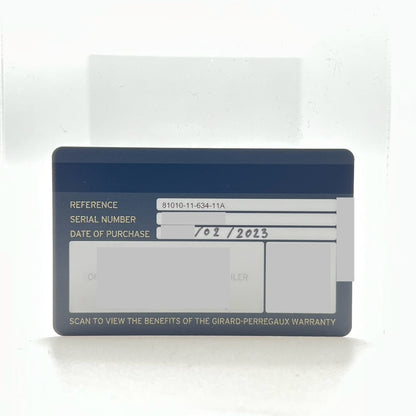 REFERENCE 81010-11-634-11A
SERIAL NUMBER
DATE OF PURCHASE /02/2023
SCAN TO VIEW THE BENEFITS OF THE GIRARD-PERREGAUX WARRANTY